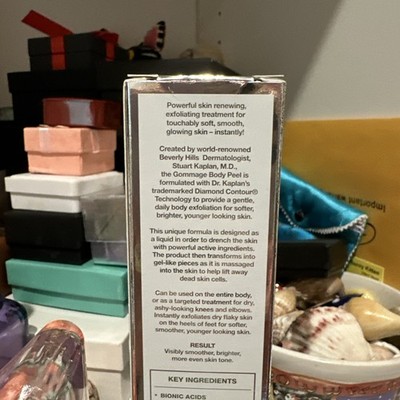 Powerful skin renewing,
exfoliating treatment for
touchably soft, smooth,
glowing skin – instantly!
Created by world-renowned
Beverly Hills Dermatologist,
Stuart Kaplan, M.D.,
the Gommage Body Peel is
formulated with Dr. Kaplan's
trademarked Diamond Contour®
Technology to provide a gentle,
daily body exfoliation for softer,
brighter, younger looking skin.
This unique formula is designed as
a liquid in order to drench the skin
with powerful active ingredients.
The product then transforms into
gel-like pieces as it is massaged
into the skin to help lift away
dead skin cells.
Can be used on the entire body,
or as a targeted treatment for dry,
ashy-looking knees and elbows.
Instantly exfoliates dry flaky skin
on the heels of feet for softer,
smoother, younger looking skin.
RESULT
Visibly smoother, brighter,
more even skin tone.
KEY INGREDIENTS
• BIONIC ACIDS
Important